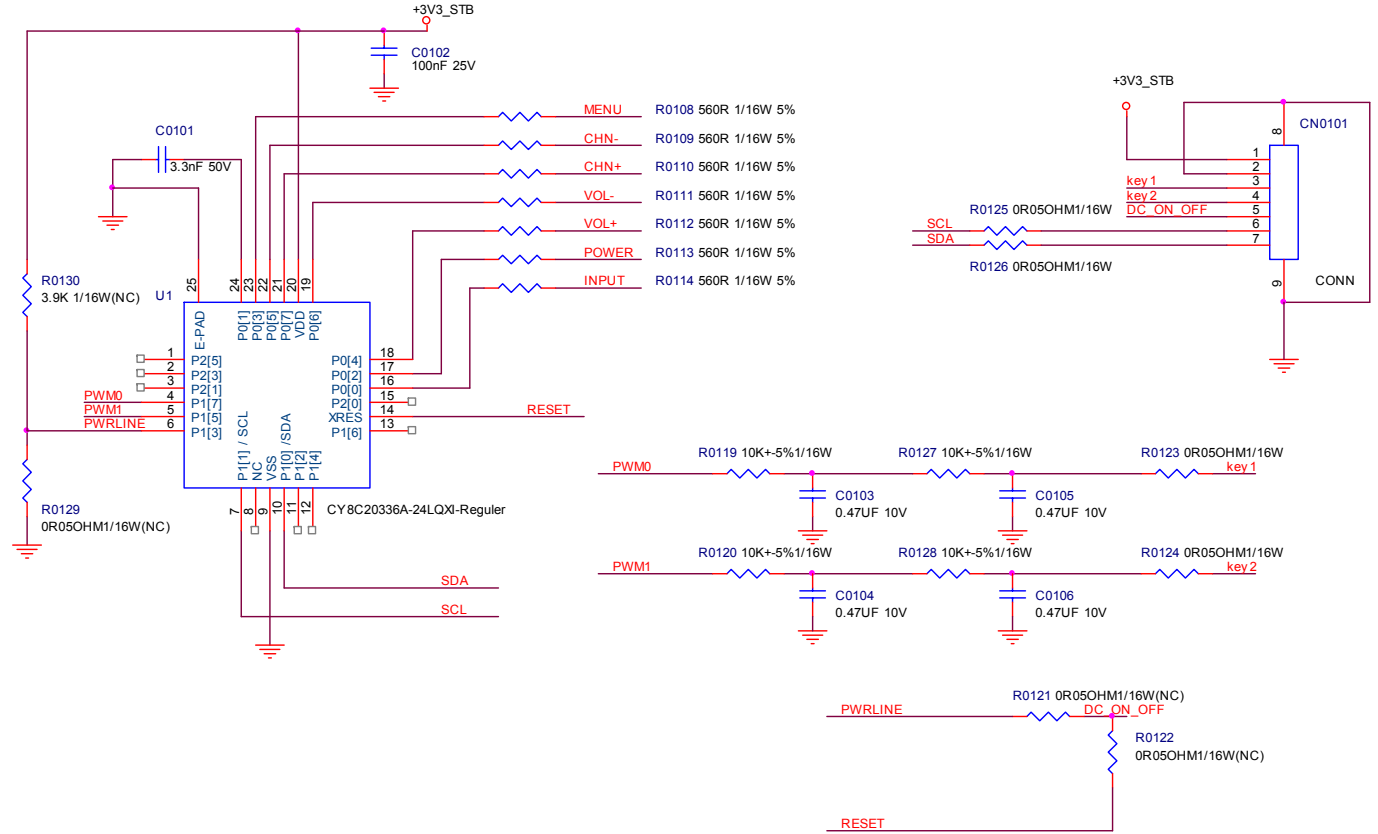 +3V3_STB
C0102
100nF 25V
+3V3_STB
MENU R0108 560R 1/16W 5%
CHN- R0109 560R 1/16W 5%
CHN+ R0110 560R 1/16W 5%
VOL- R0111 560R 1/16W 5%
VOL+ R0112 560R 1/16W 5%
POWER R0113 560R 1/16W 5%
INPUT R0114 560R 1/16W 5%
C0101
3.3nF 50V
CN0101
8
1
2
key1 3
key2 4
DC_ON_OFF 5
6
7
9
CONN
R0125 0R05OHM1/16W
SCL
SDA
R0126 0R05OHM1/16W
R0130
3.9K 1/16W(NC)
U1
25
24
23
22
21
20
19
E-PAD
P0[1]
P0[3]
P0[5]
P0[7]
VDD
P0[6]
1 P2[5]
2 P2[3]
3 P2[1]
PWM0 4 P1[7]
PWM1 5 P1[5]
PWRLINE 6 P1[3]
P0[4] 18
P0[2] 17
P0[0] 16
P2[0] 15
XRES 14 RESET
P1[6] 13
P1[1] / SCL
NC
VSS
P1[0] /SDA
P1[2]
P1[4]
7
8
9
10
11
12
CY8C20336A-24LQXI-Reguler
R0129
0R05OHM1/16W(NC)
SDA
SCL
R0119 10K+-5%1/16W R0127 10K+-5%1/16W R0123 0R05OHM1/16W
PWM0 key1
C0103 C0105
0.47UF 10V 0.47UF 10V
R0120 10K+-5%1/16W R0128 10K+-5%1/16W R0124 0R05OHM1/16W
PWM1 key2
C0104 C0106
0.47UF 10V 0.47UF 10V
R0121 0R05OHM1/16W(NC)
PWRLINE DC_ON_OFF
R0122
0R05OHM1/16W(NC)
RESET